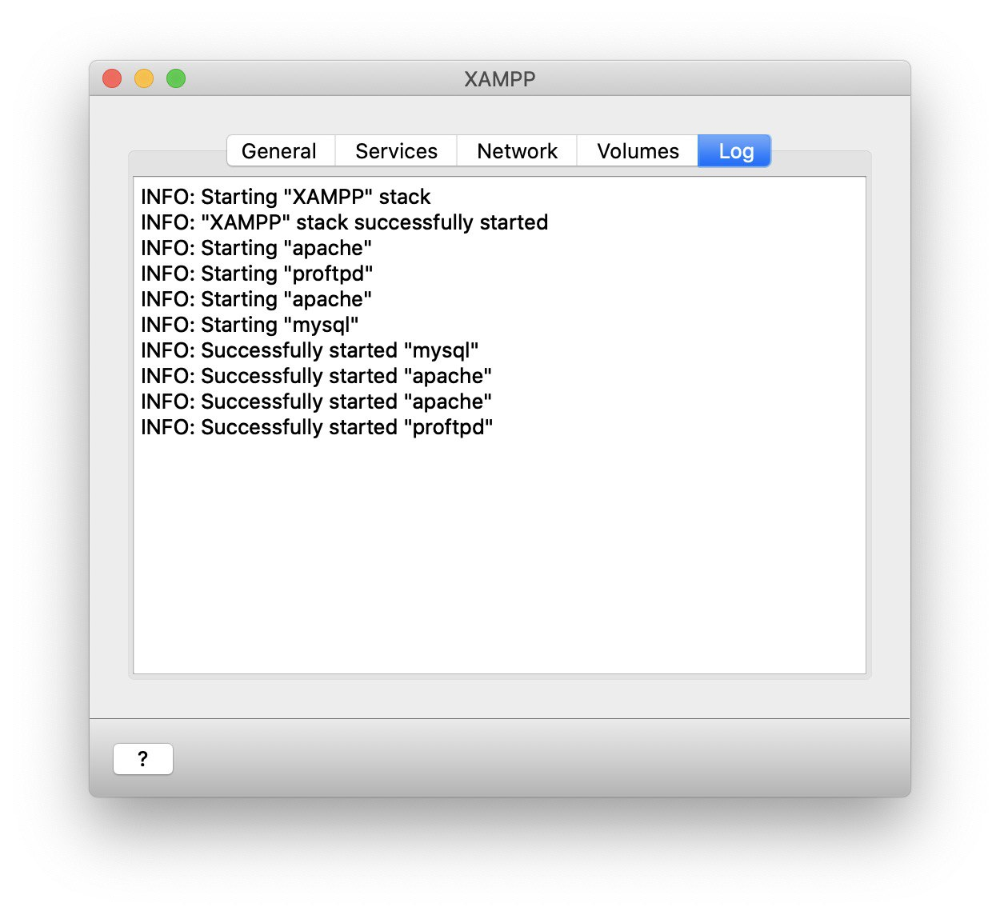 XAMPP
General Services Network Volumes Log
INFO: Starting "XAMPP" stack
INFO: "XAMPP" stack successfully started
INFO: Starting "apache"
INFO: Starting "proftpd"
INFO: Starting "apache"
INFO: Starting "mysql"
INFO: Successfully started "mysql"
INFO: Successfully started "apache"
INFO: Successfully started "apache"
INFO: Successfully started "proftpd"
?